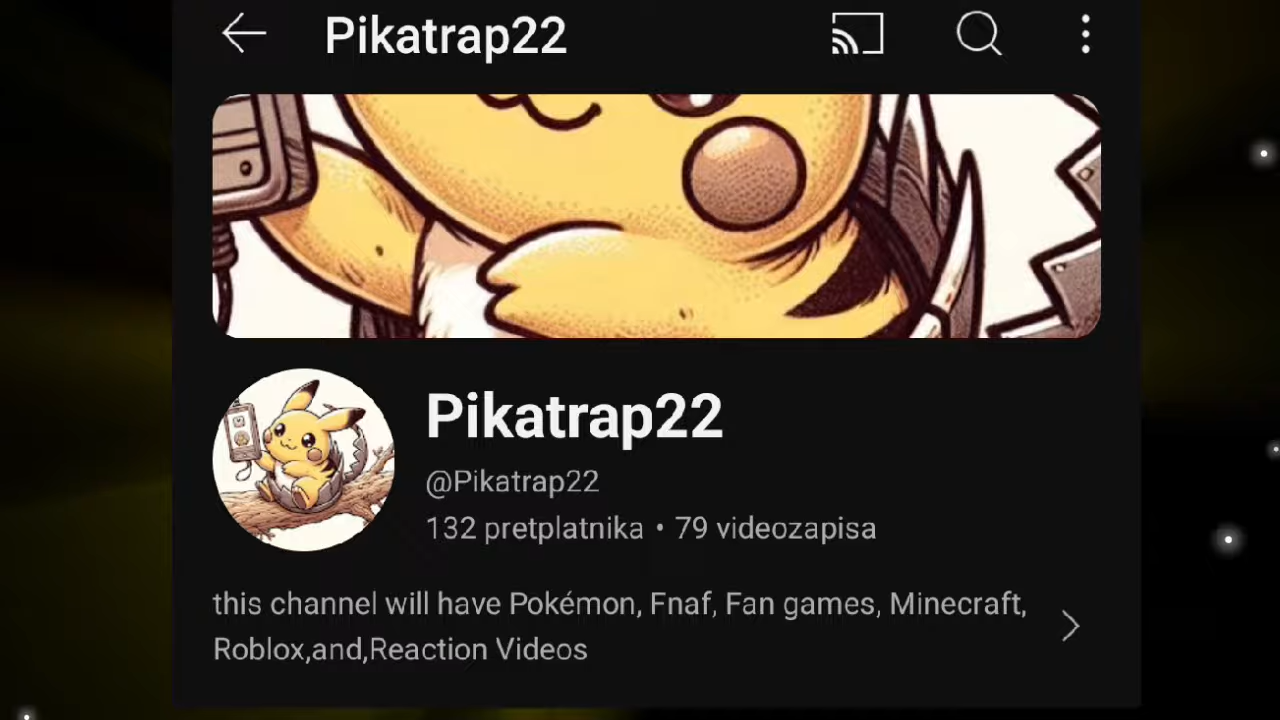 Pikatrap22
Pikatrap22
@Pikatrap22
132 pretplatnika • 79 videozapisa
this channel will have Pokémon, Fnaf, Fan games, Minecraft,
Roblox,and,Reaction Videos